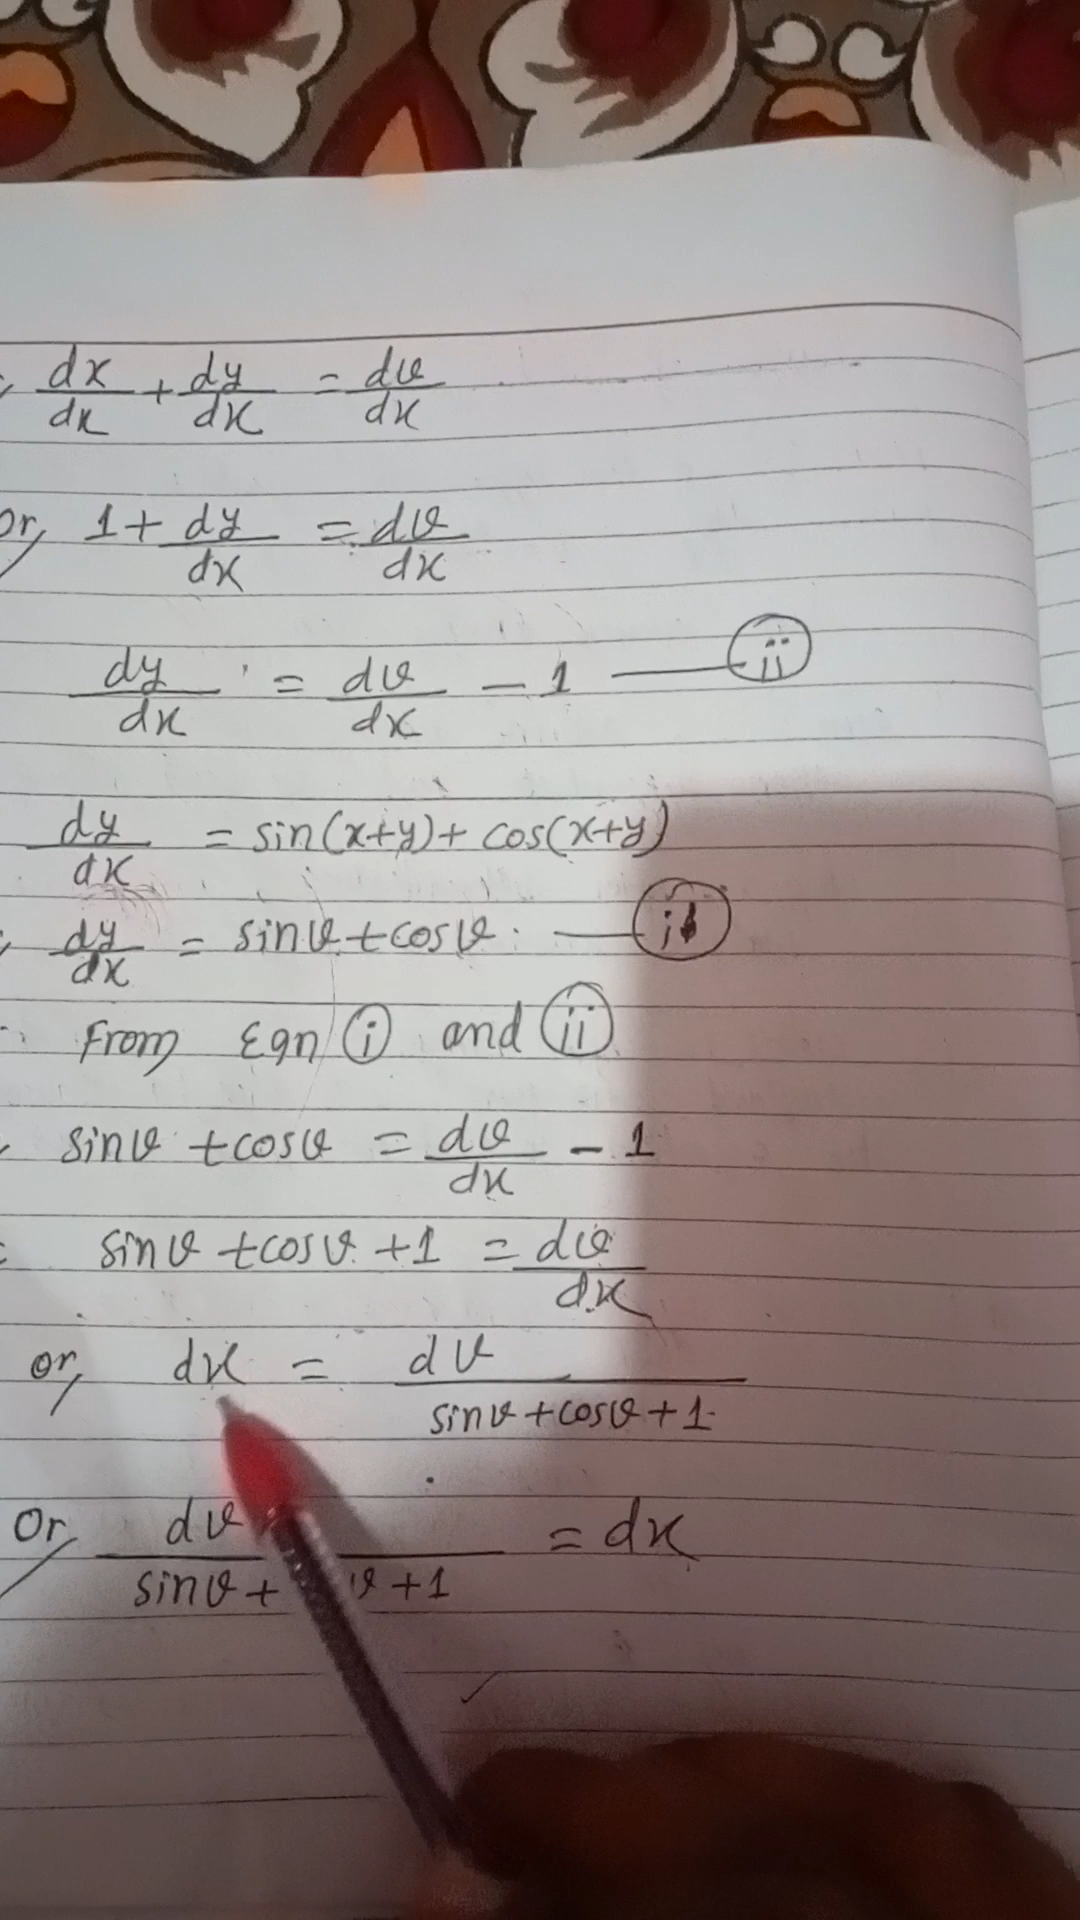 dx/dx + dy/dx = dv/dx
or, 1 + dy/dx = dv/dx
dy/dx = dv/dx - 1 — (ii)
dy/dx = sin(x+y) + cos(x+y)
dy/dx = sinv + cosv —
From Eqn (i) and (ii)
sinv + cosv = dv/dx - 1
sinv + cosv + 1 = dv/dx
or, dx = dv/(sinv + cosv + 1)
Or, dv/(sinv + v + 1) = dx